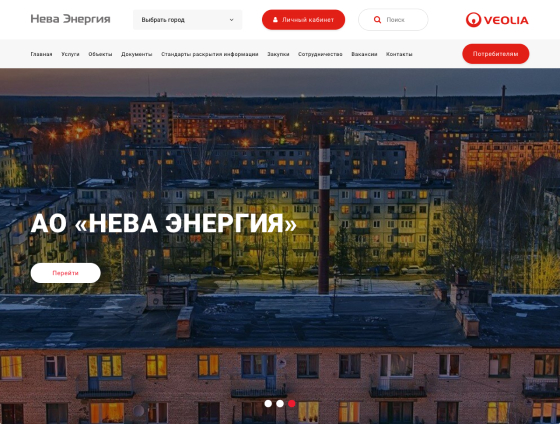 Нева Энергия
Выбрать город
Личный кабинет
Поиск
VEOLIA
Главная Услуги Объекты Документы Стандарты раскрытия информации Закупки Сотрудничество Вакансии Контакты
Потребителям
АО «НЕВА ЭНЕРГИЯ»
Перейти